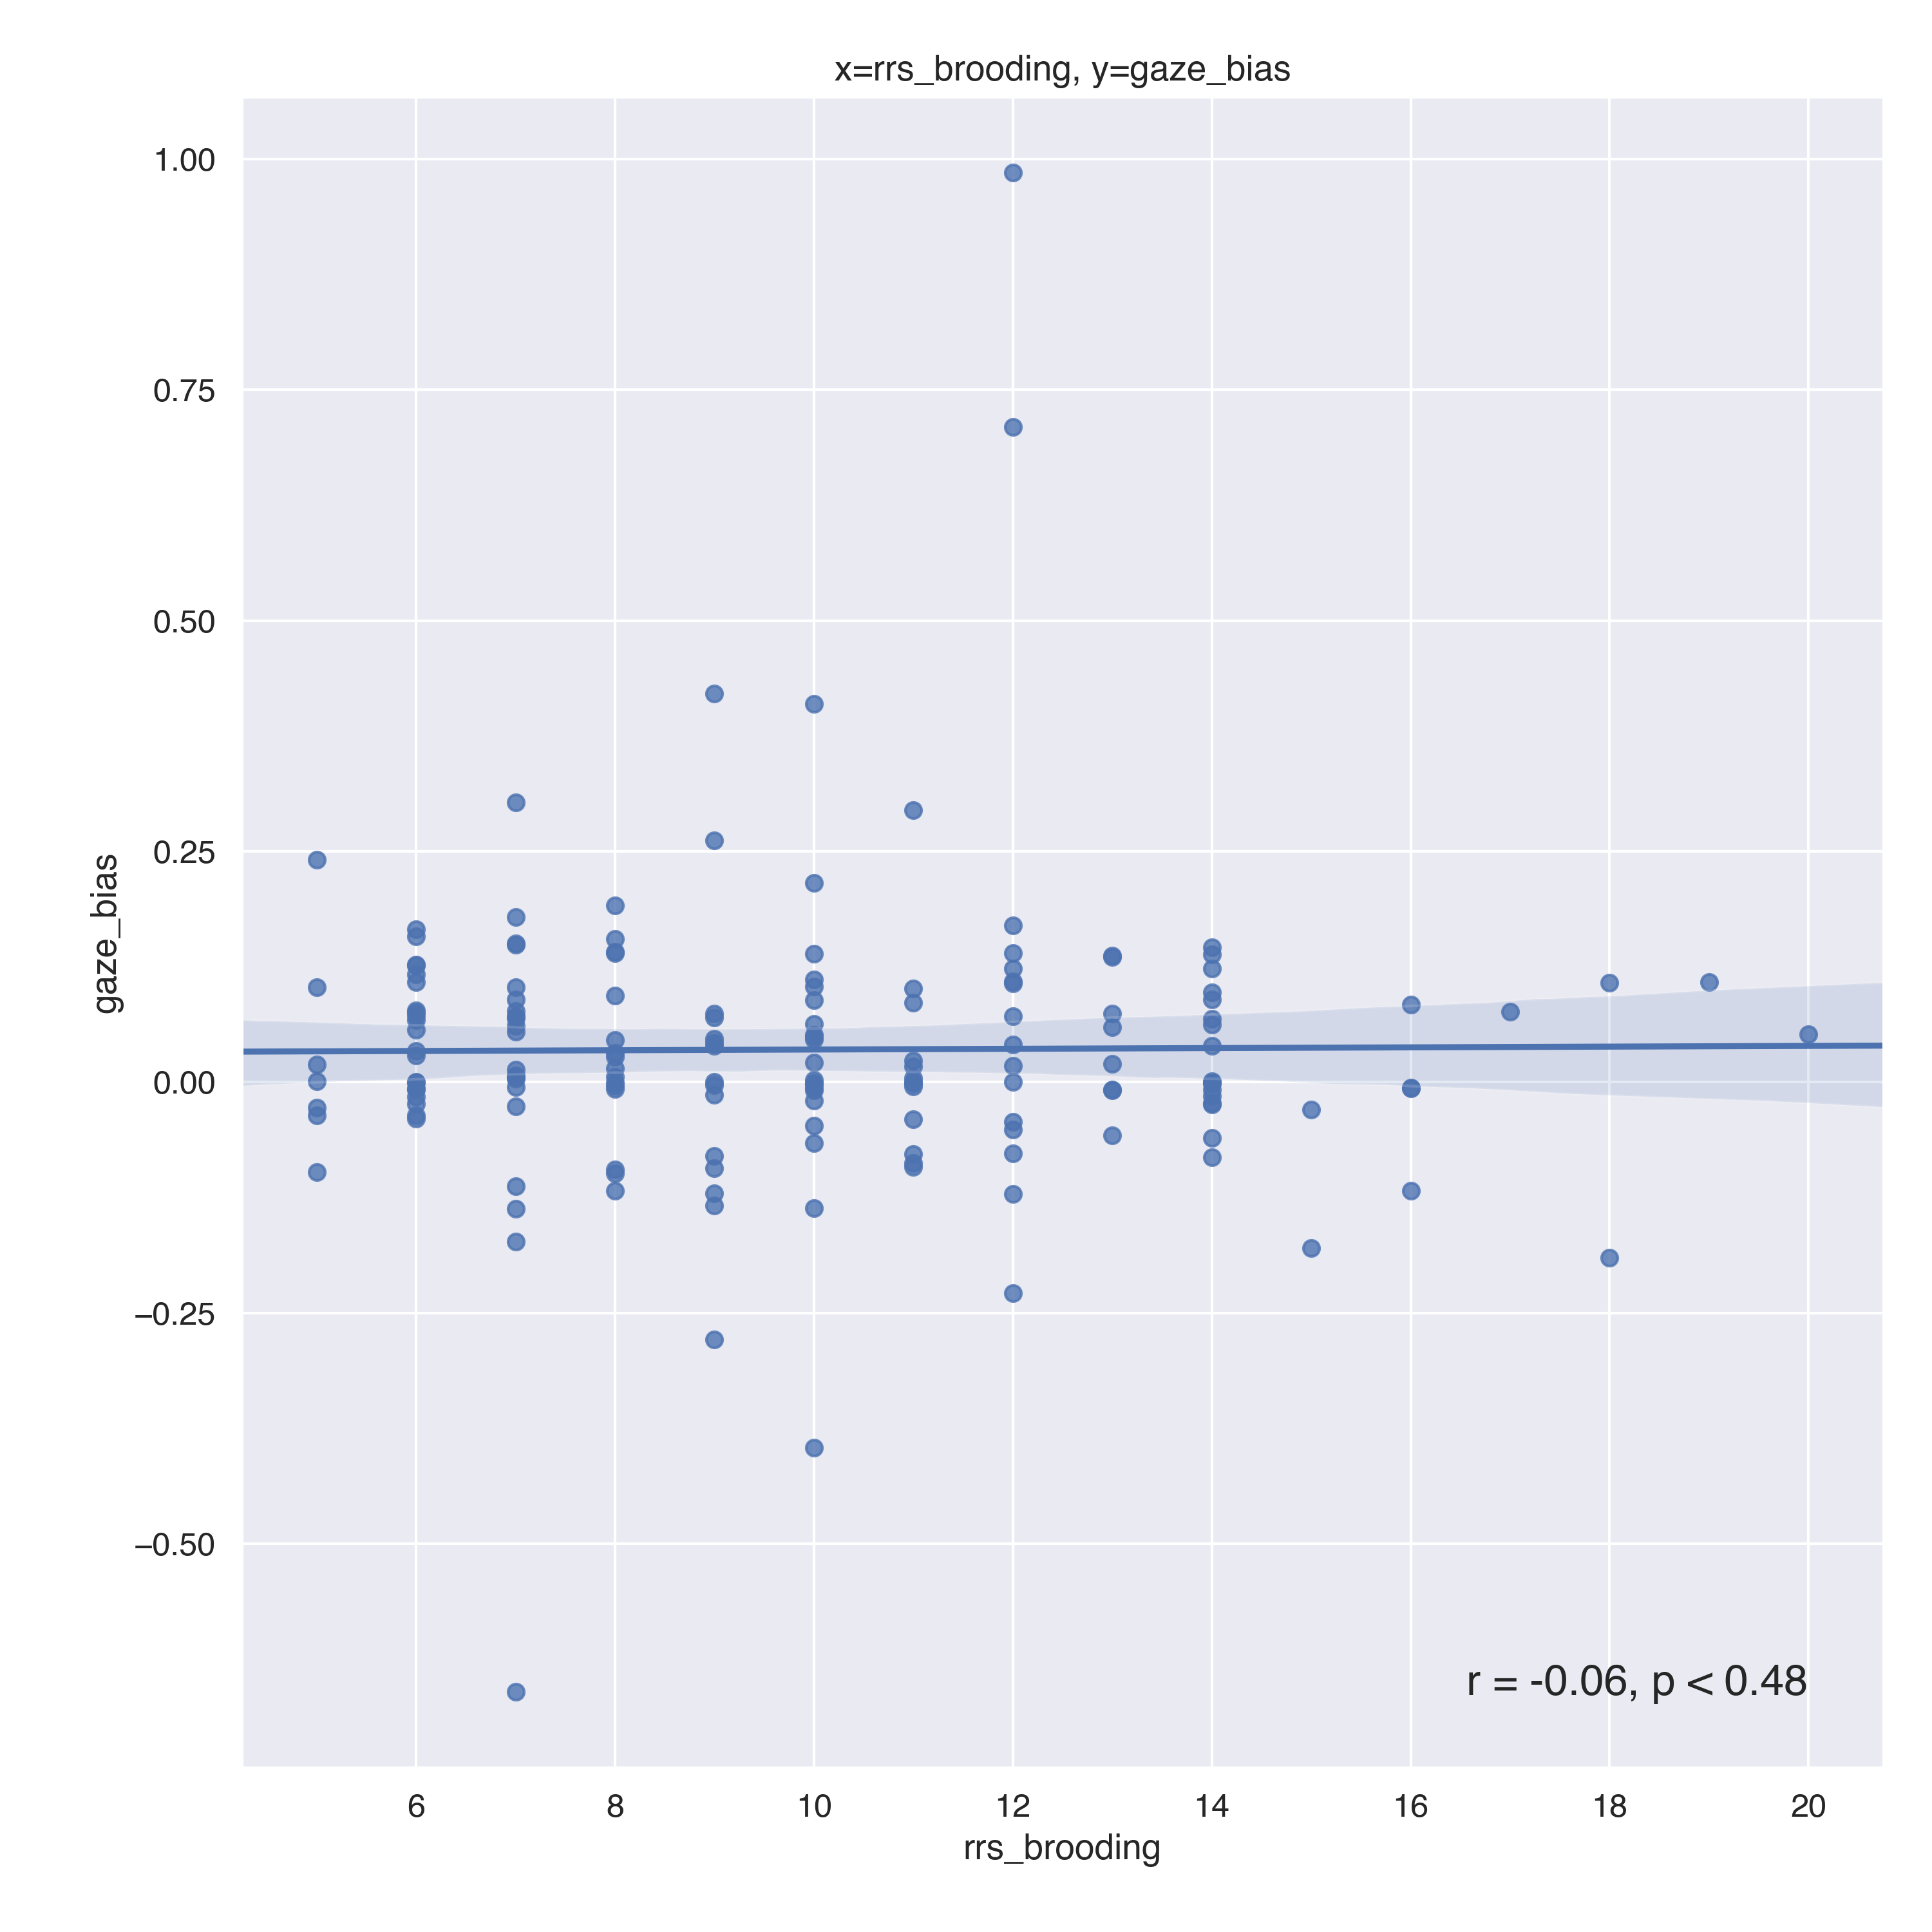 x=rrs_brooding, y=gaze_bias
1.00
0.75
0.50
0.25
0.00
−0.25
−0.50
gaze_bias
r = -0.06, p < 0.48
6 8 10 12 14 16 18 20
rrs_brooding